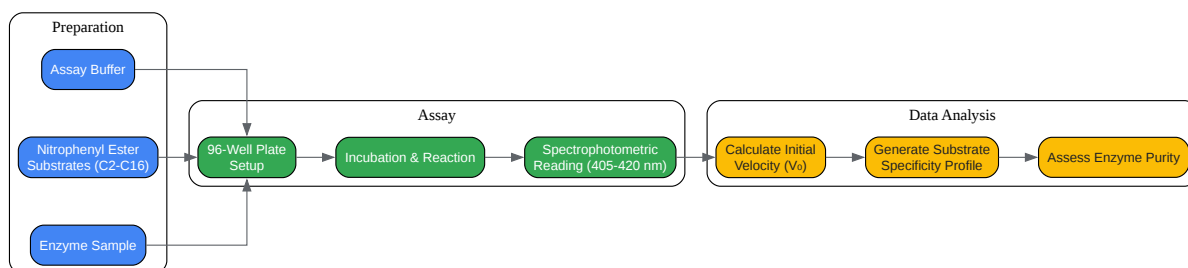 Preparation
Assay Buffer
Nitrophenyl Ester
Substrates (C2-C16)
Enzyme Sample
Assay
96-Well Plate
Setup
Incubation & Reaction
Spectrophotometric
Reading (405-420 nm)
Data Analysis
Calculate Initial
Velocity (V₀)
Generate Substrate
Specificity Profile
Assess Enzyme Purity